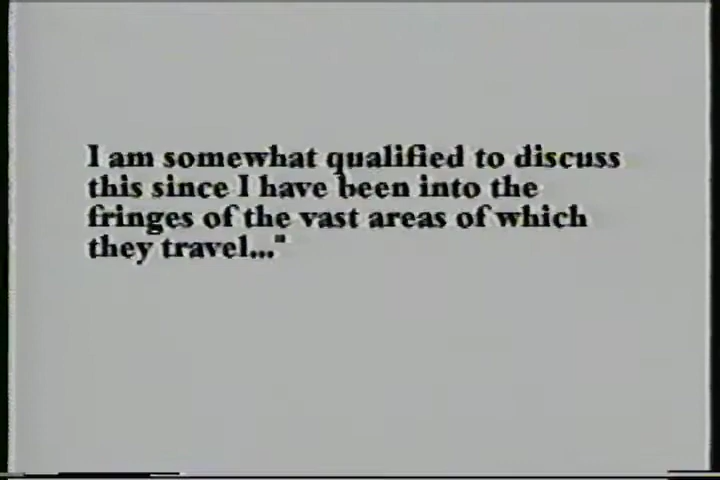 I am somewhat qualified to discuss
this since I have been into the
fringes of the vast areas of which
they travel..."